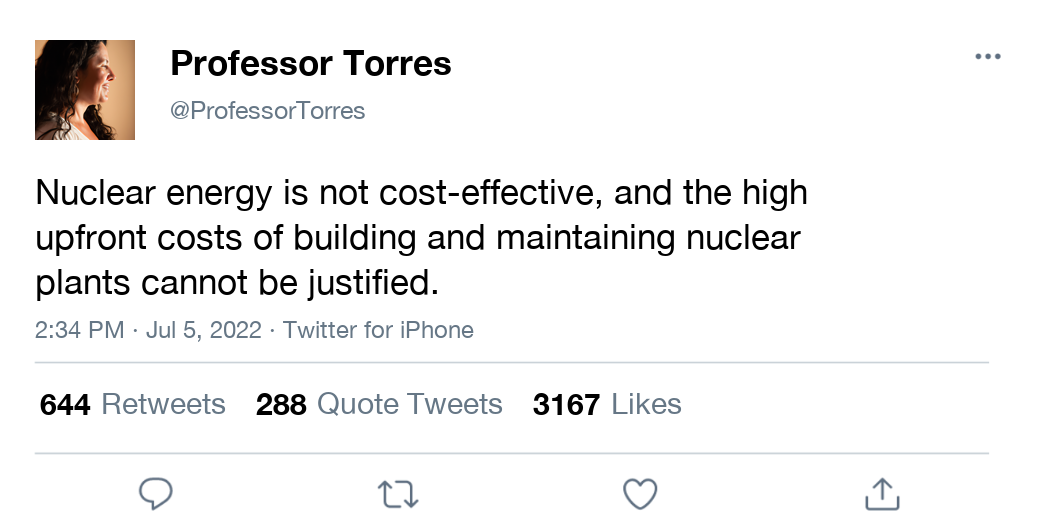 Professor Torres
@ProfessorTorres
Nuclear energy is not cost-effective, and the high
upfront costs of building and maintaining nuclear
plants cannot be justified.
2:34 PM · Jul 5, 2022 · Twitter for iPhone
644 Retweets 288 Quote Tweets 3167 Likes